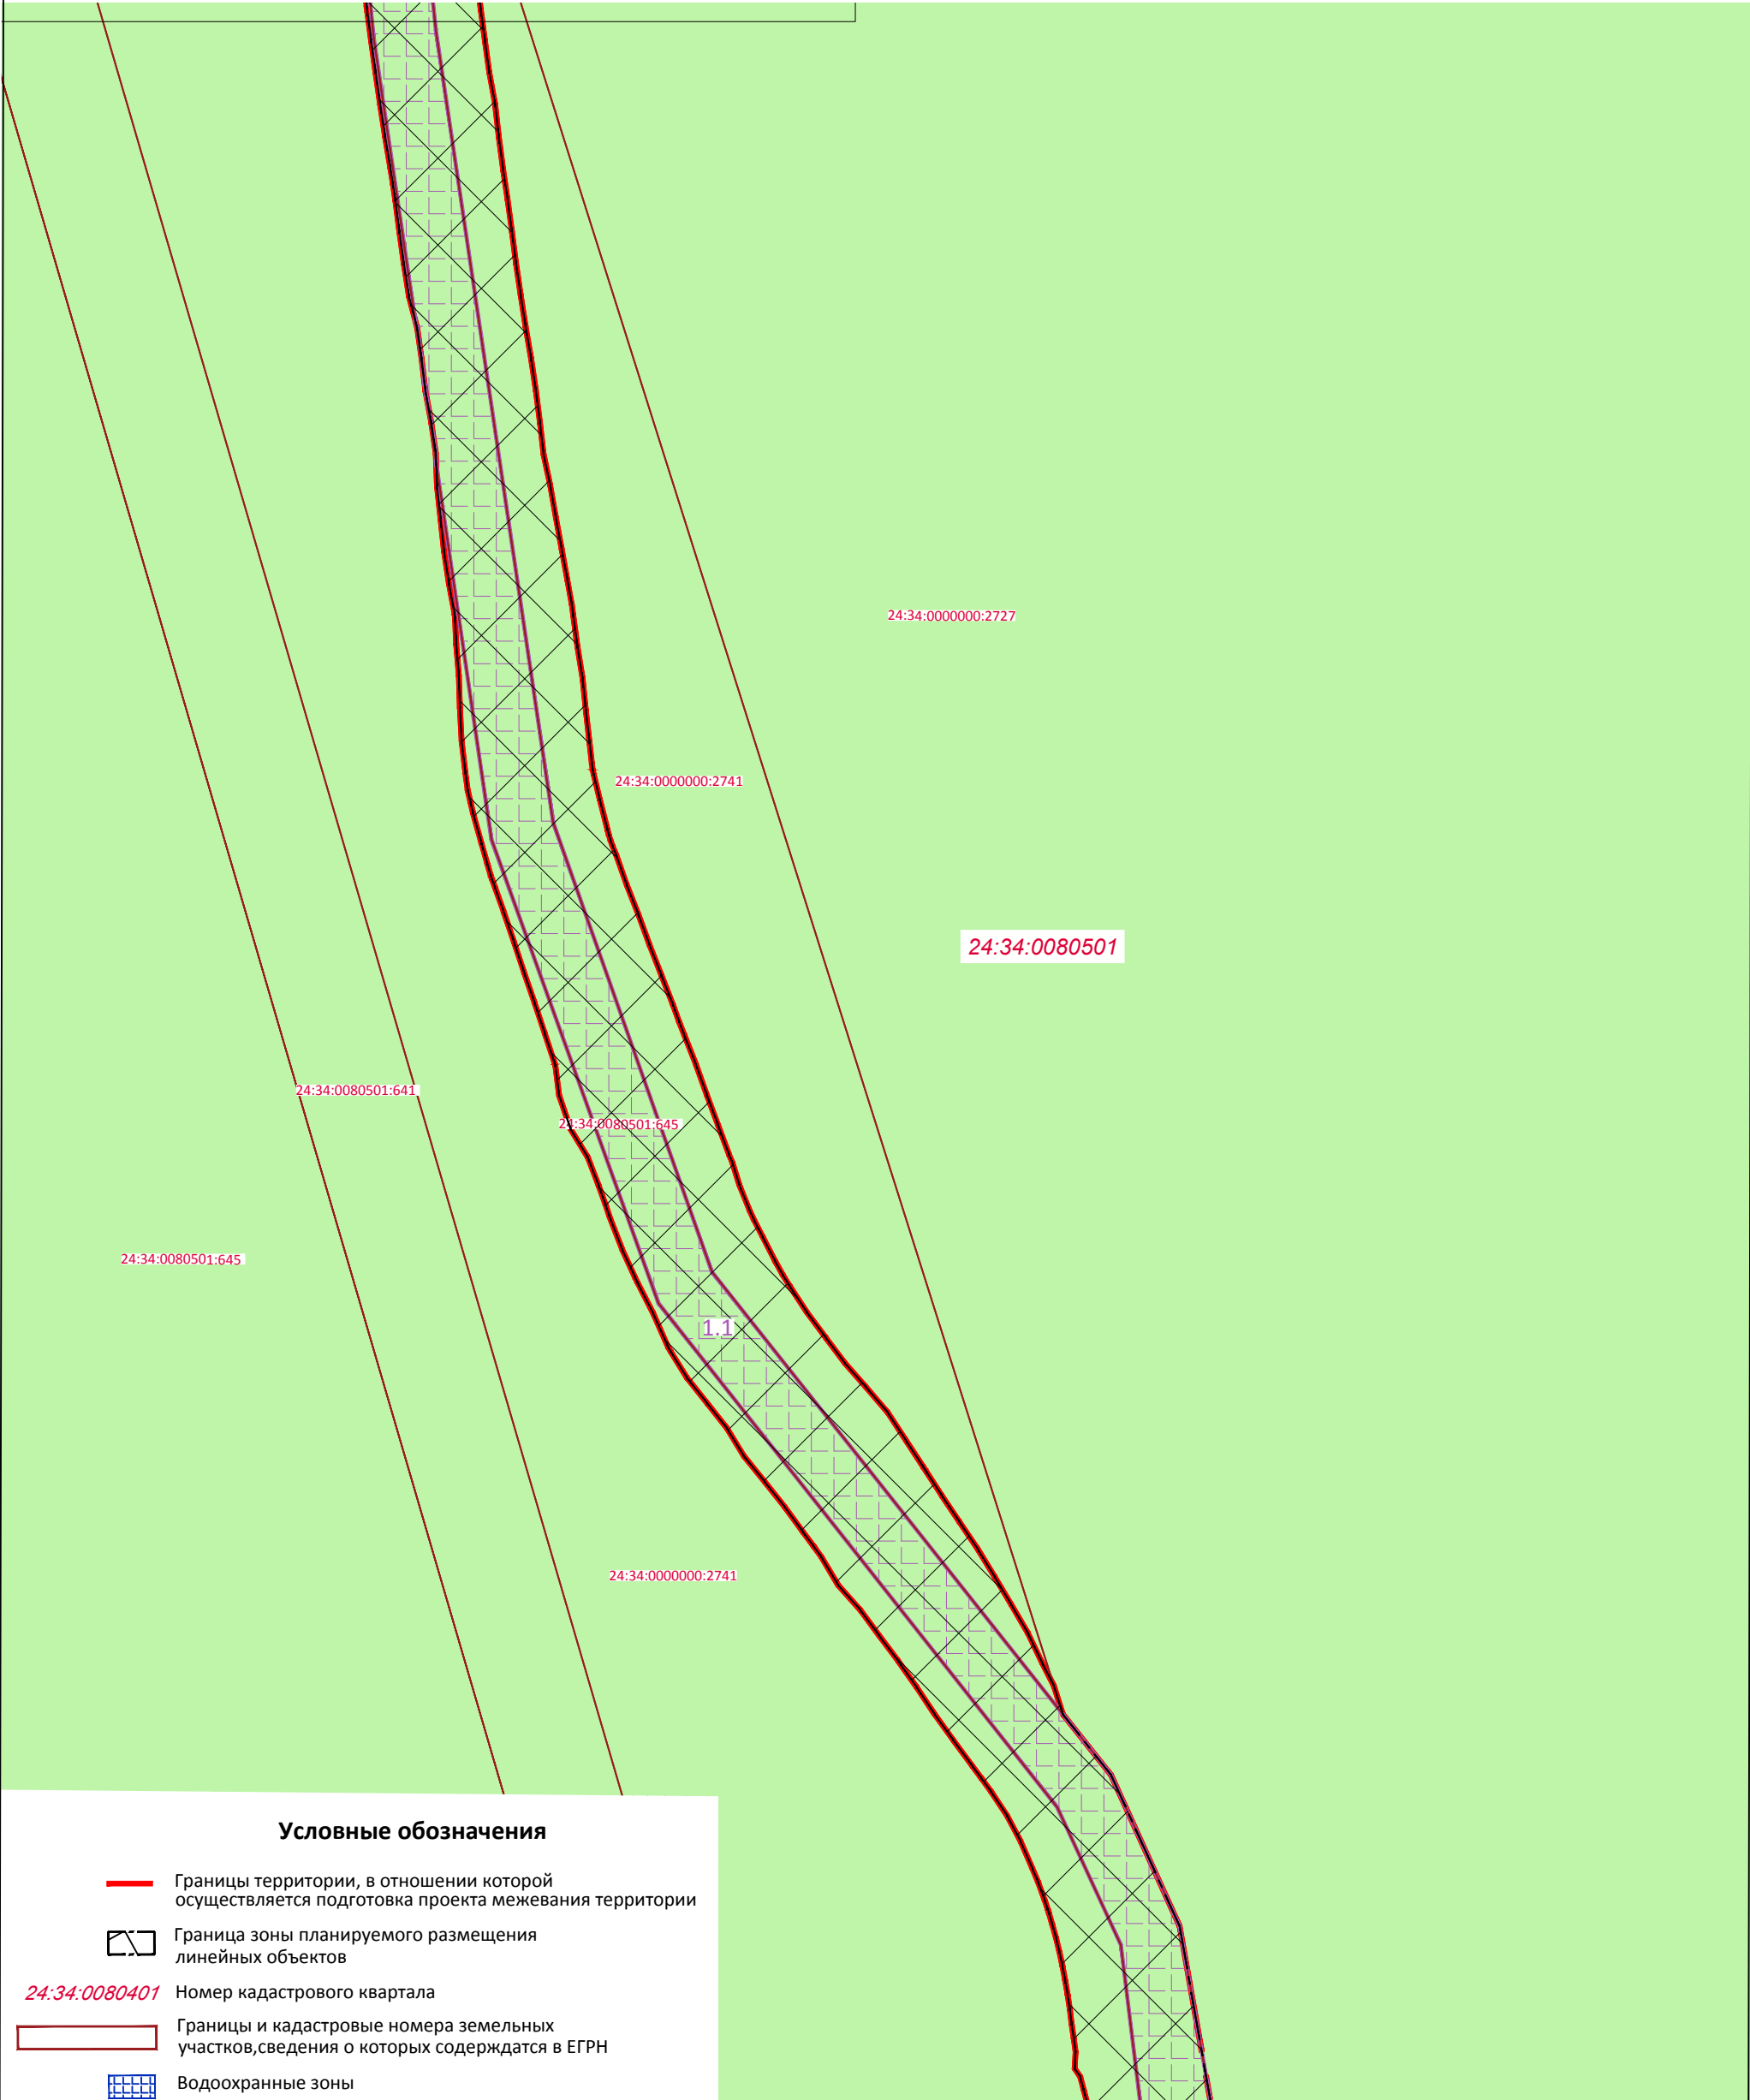 24:34:0000000:2727
24:34:0000000:2741
24:34:0080501
24:34:0080501:641
24:34:0080501:645
24:34:0080501:645
1.1
24:34:0000000:2741
Условные обозначения
Границы территории, в отношении которой
осуществляется подготовка проекта межевания территории
Граница зоны планируемого размещения
линейных объектов
24:34:0080401 Номер кадастрового квартала
Границы и кадастровые номера земельных
участков,сведения о которых содерждатся в ЕГРН
Водоохранные зоны